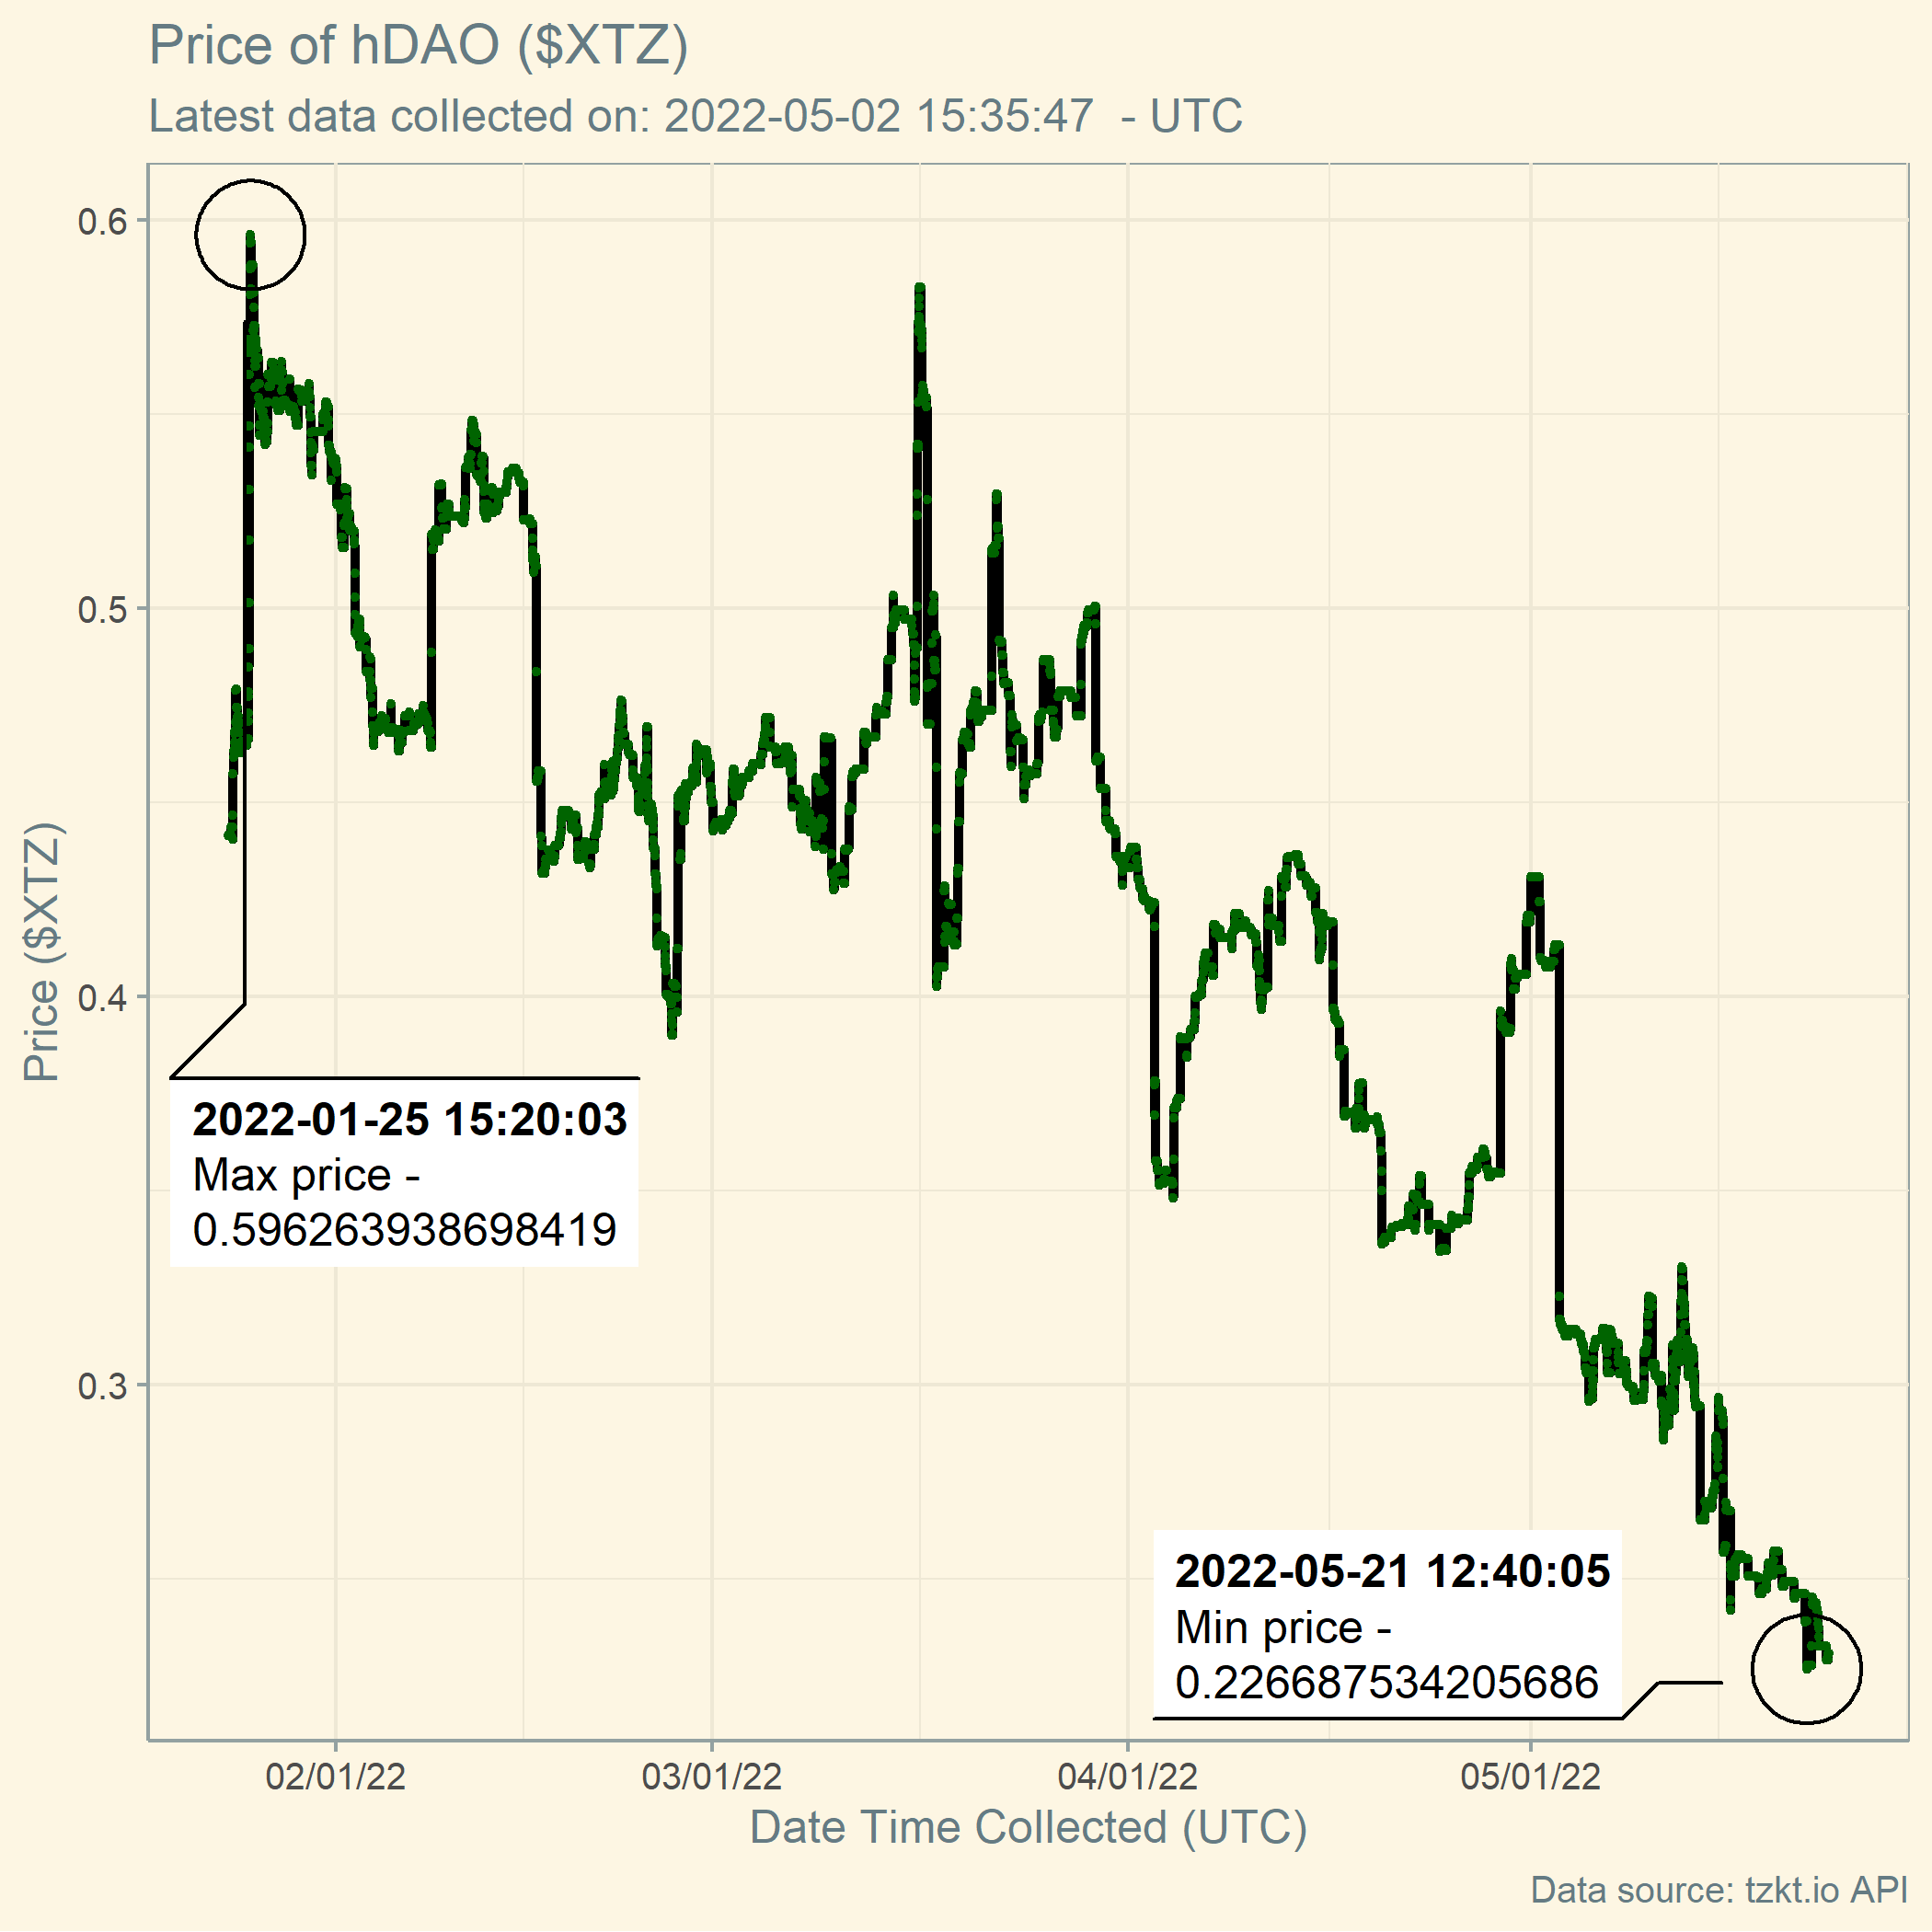 Price of hDAO ($XTZ)
Latest data collected on: 2022-05-02 15:35:47  - UTC
Price ($XTZ)
0.6
0.5
0.4
0.3
2022-01-25 15:20:03
Max price -
0.596263938698419
2022-05-21 12:40:05
Min price -
0.226687534205686
02/01/22
03/01/22
04/01/22
05/01/22
Date Time Collected (UTC)
Data source: tzkt.io API